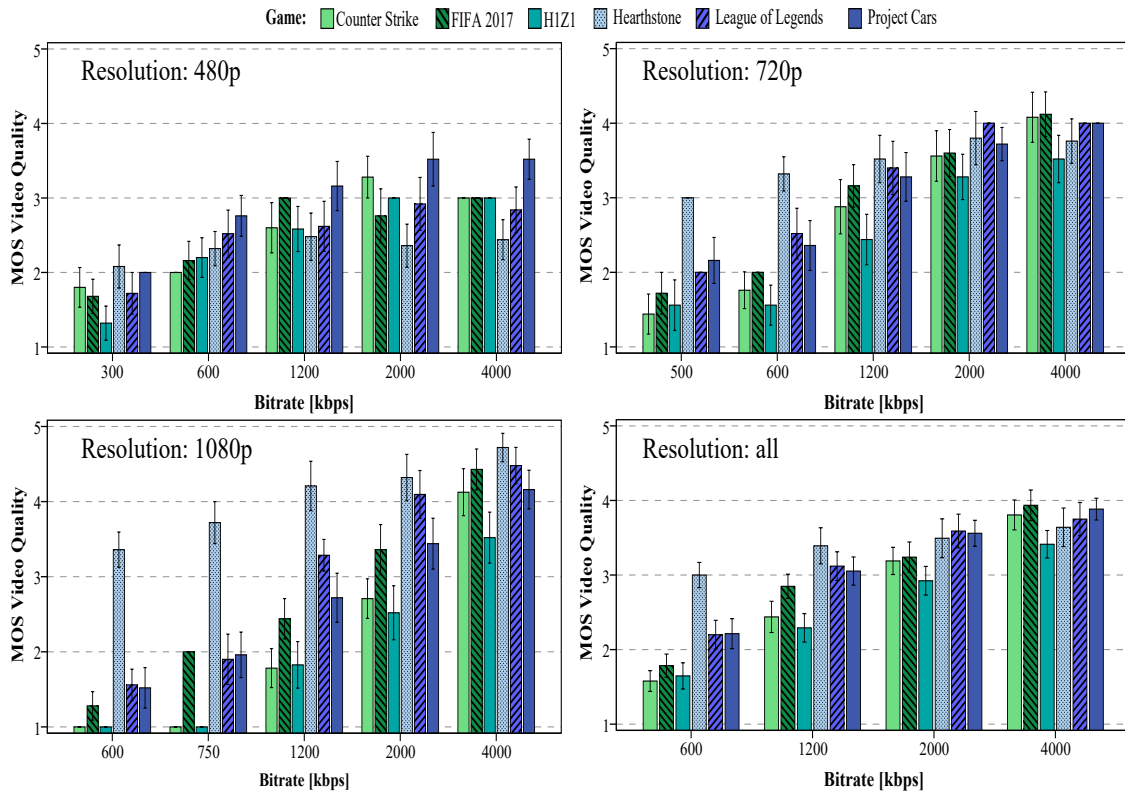 Game: Counter Strike FIFA 2017 H1Z1 Hearthstone League of Legends Project Cars
Resolution: 480p
MOS Video Quality
5
4
3
2
1
300 600 1200 2000 4000
Bitrate [kbps]
Resolution: 720p
MOS Video Quality
5
4
3
2
1
500 600 1200 2000 4000
Bitrate [kbps]
Resolution: 1080p
MOS Video Quality
5
4
3
2
1
600 750 1200 2000 4000
Bitrate [kbps]
Resolution: all
MOS Video Quality
5
4
3
2
1
600 1200 2000 4000
Bitrate [kbps]